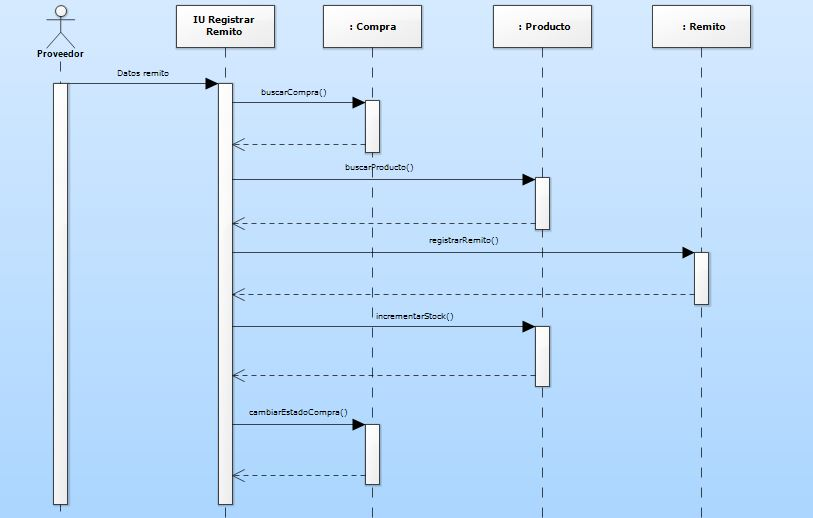 IU Registrar
Remito
: Compra
: Producto
: Remito
Proveedor
Datos remito
buscarCompra()
buscarProducto()
registrarRemito()
incrementarStock()
cambiarEstadoCompra()